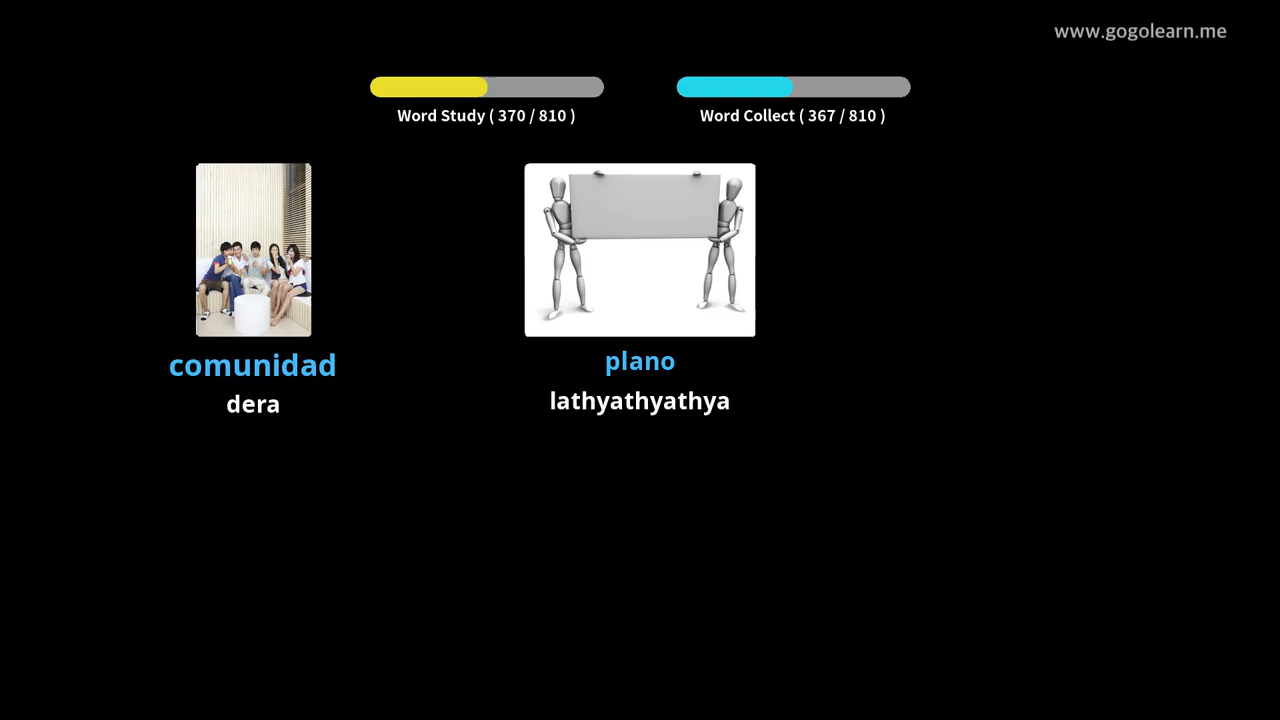 www.gogolearn.me
Word Study ( 370 / 810 )
Word Collect ( 367 / 810 )
comunidad
dera
plano
lathyathyathya